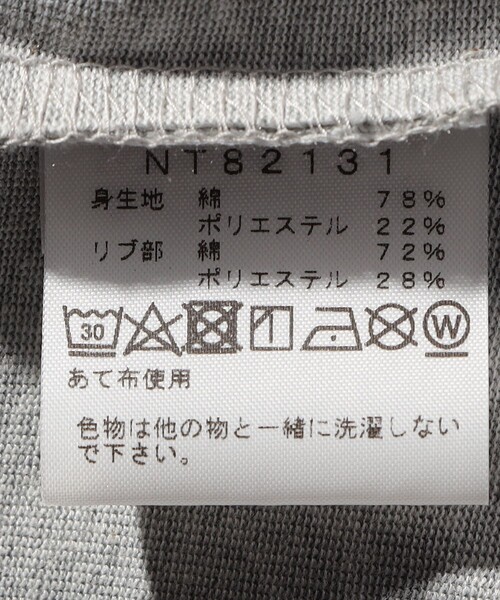 NT82131
身生地 綿 78%
ポリエステル 22%
リブ部 綿 72%
ポリエステル 28%
30 W
あて布使用
色物は他の物と一緒に洗濯しない
で下さい。